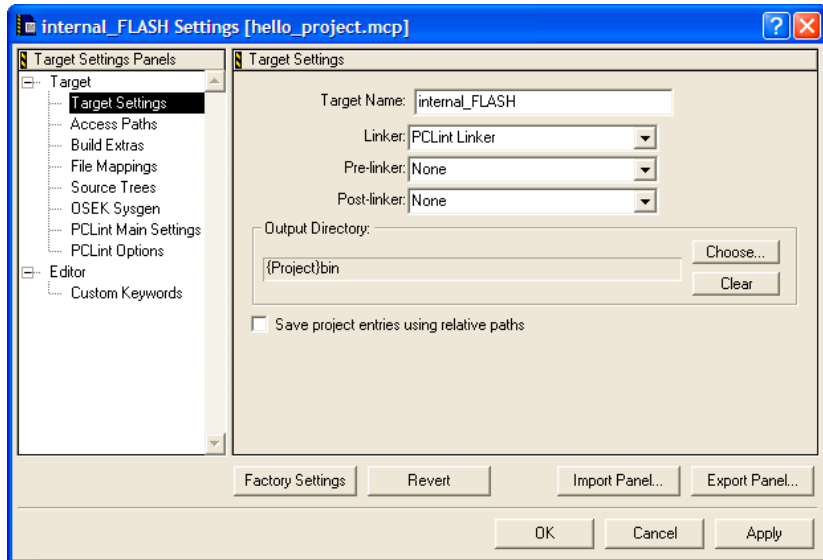 internal_FLASH Settings [hello_project.mcp]
Target Settings Panels
Target
Target Settings
Access Paths
Build Extras
File Mappings
Source Trees
OSEK Sysgen
PCLint Main Settings
PCLint Options
Editor
Custom Keywords
Target Settings
Target Name: internal_FLASH
Linker: PCLint Linker
Pre-linker: None
Post-linker: None
Output Directory:
{Project}bin
Choose...
Clear
Save project entries using relative paths
Factory Settings Revert Import Panel... Export Panel...
OK Cancel Apply